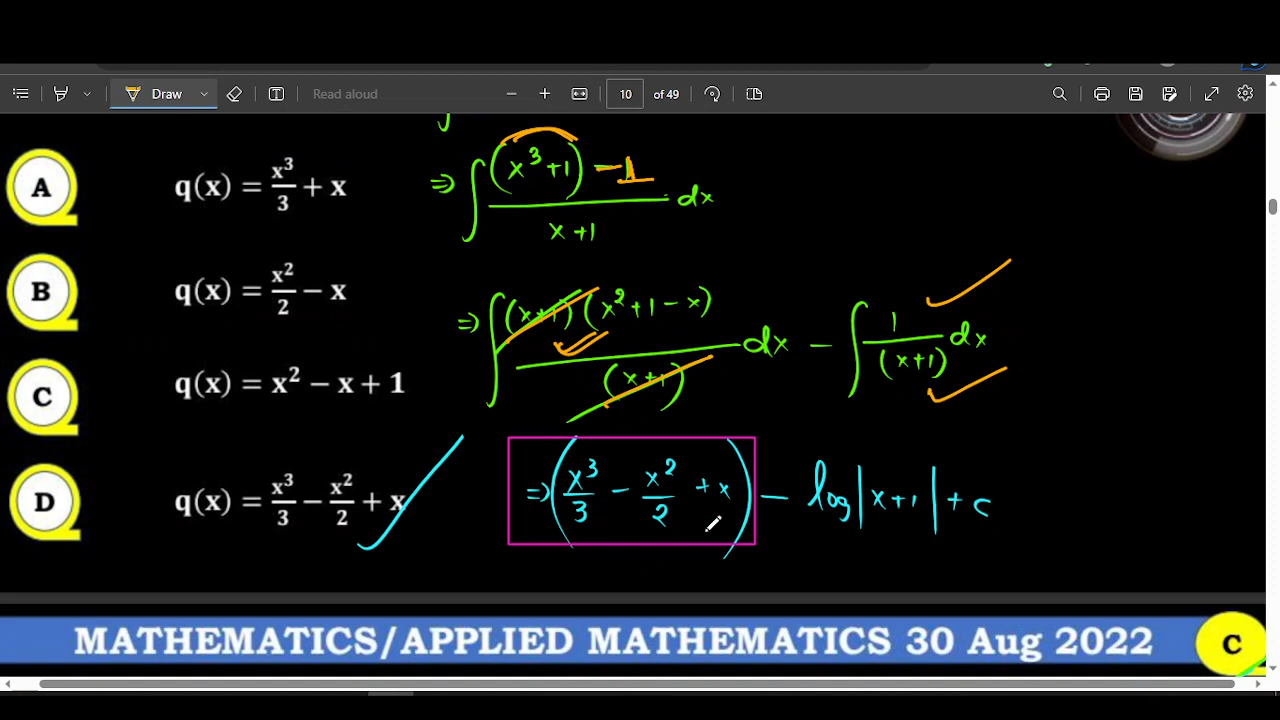 Draw Read aloud 10 of 49
⇒ ∫ ((x³+1) − 1)/(x+1) dx
A q(x) = x³/3 + x
B q(x) = x²/2 − x
⇒ ∫ ((x+1)(x²+1−x))/(x+1) dx − ∫ 1/(x+1) dx
C q(x) = x² − x + 1
D q(x) = x³/3 − x²/2 + x
⇒ (x³/3 − x²/2 + x) − log|x+1| + c
MATHEMATICS/APPLIED MATHEMATICS 30 Aug 2022 C